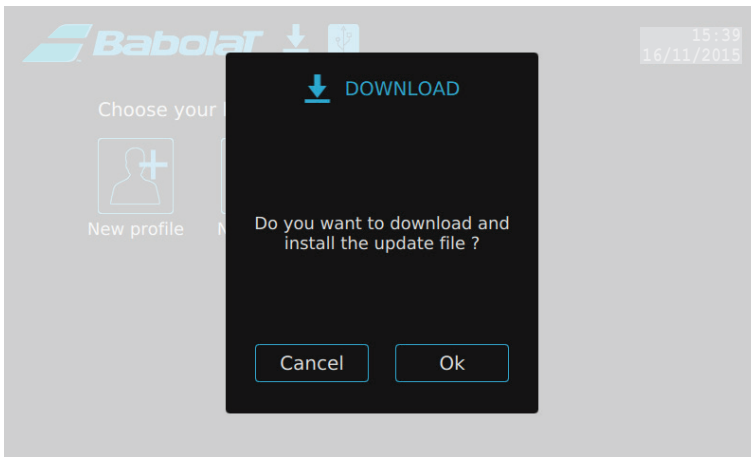 Babolat
15:39
16/11/2015
DOWNLOAD
Choose your
New profile
Do you want to download and
install the update file ?
Cancel
Ok